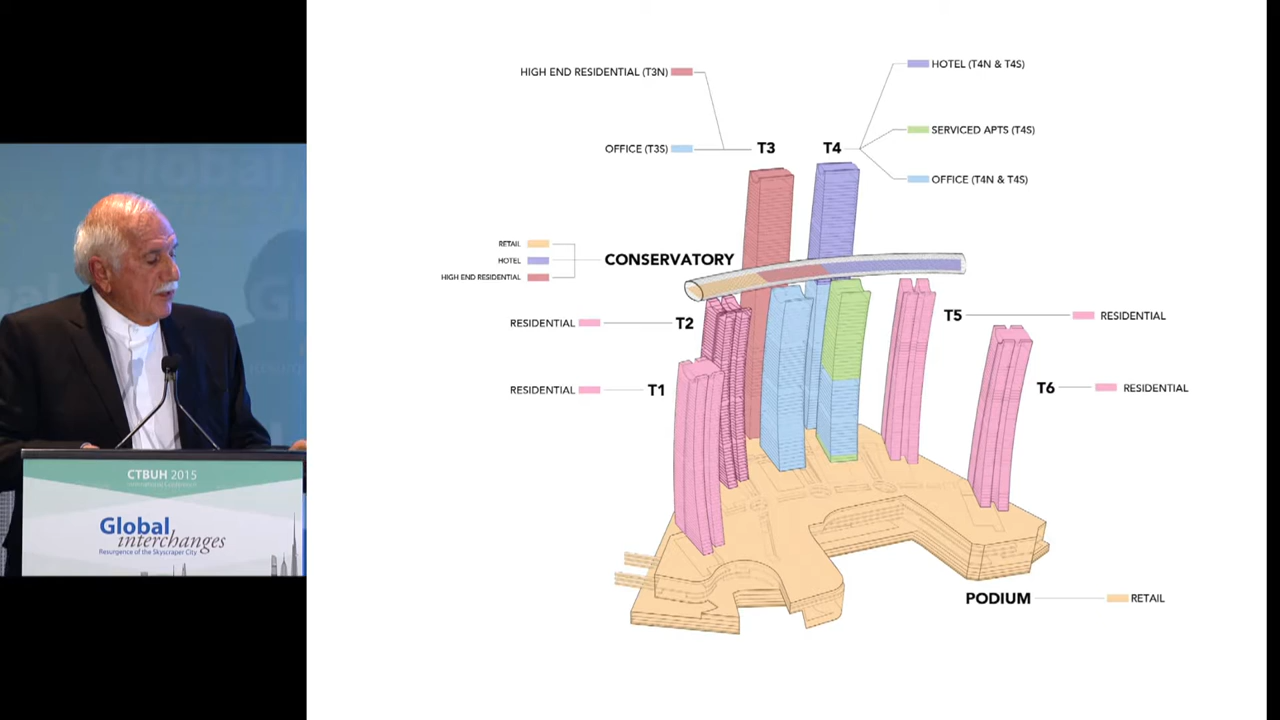 HIGH END RESIDENTIAL (T3N)
HOTEL (T4N & T4S)
SERVICED APTS (T4S)
OFFICE (T3S)
T3
T4
OFFICE (T4N & T4S)
RETAIL
HOTEL
HIGH END RESIDENTIAL
CONSERVATORY
RESIDENTIAL
T2
T5
RESIDENTIAL
RESIDENTIAL
T1
T6
RESIDENTIAL
PODIUM
RETAIL
CTBUH 2015
Global
interchanges
Resurgence of the Skyscraper City